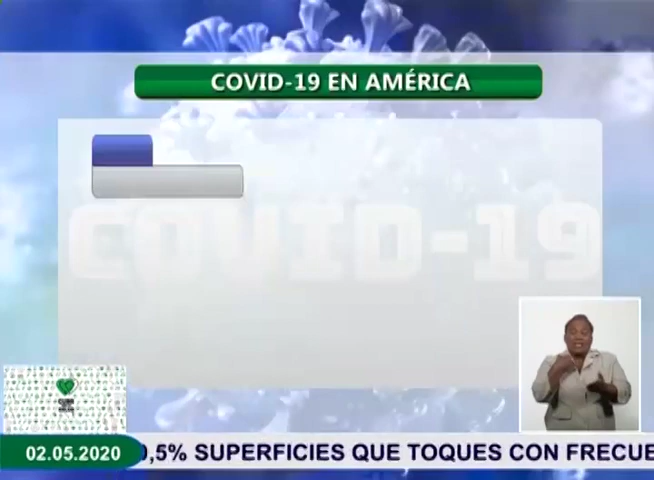 COVID-19 EN AMÉRICA
COVID-19
02.05.2020
0,5% SUPERFICIES QUE TOQUES CON FRECUE